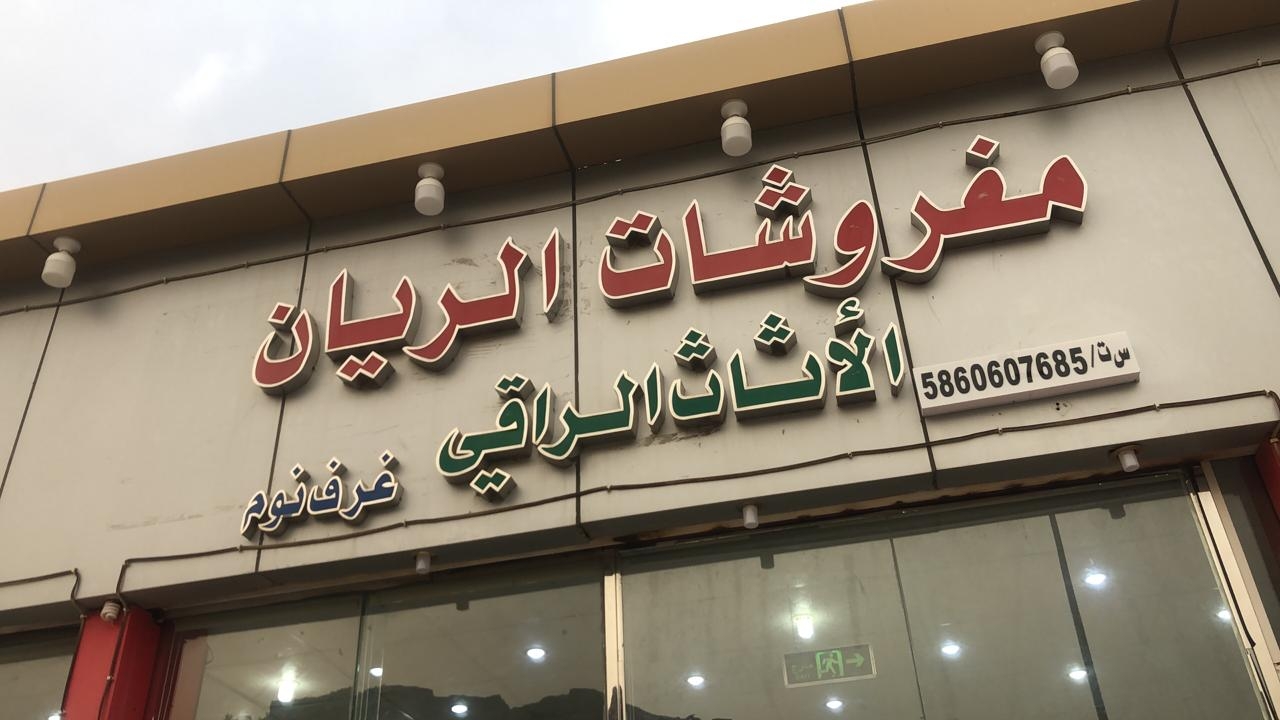 مفروشات الريان
الأثاث الراقي
س ت/5860607685
غرف نوم